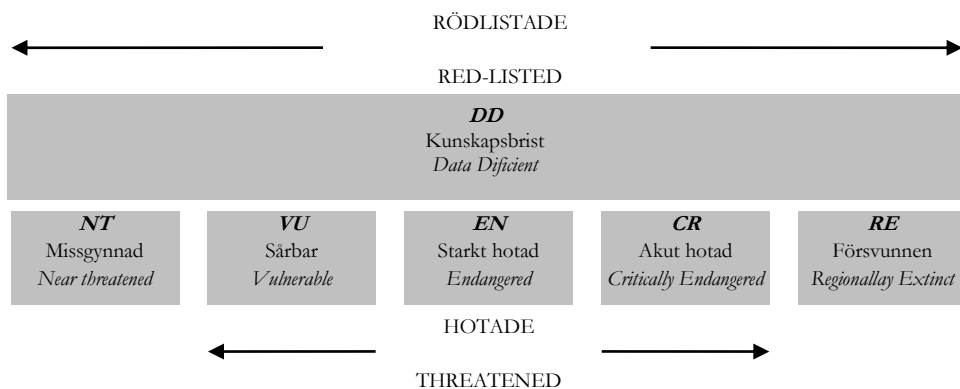 RÖDLISTADE
RED-LISTED
DD
Kunskapsbrist
Data Dificient
NT
Missgynnad
Near threatened
VU
Sårbar
Vulnerable
EN
Starkt hotad
Endangered
CR
Akut hotad
Critically Endangered
RE
Försvunnen
Regionallay Extinct
HOTADE
THREATENED